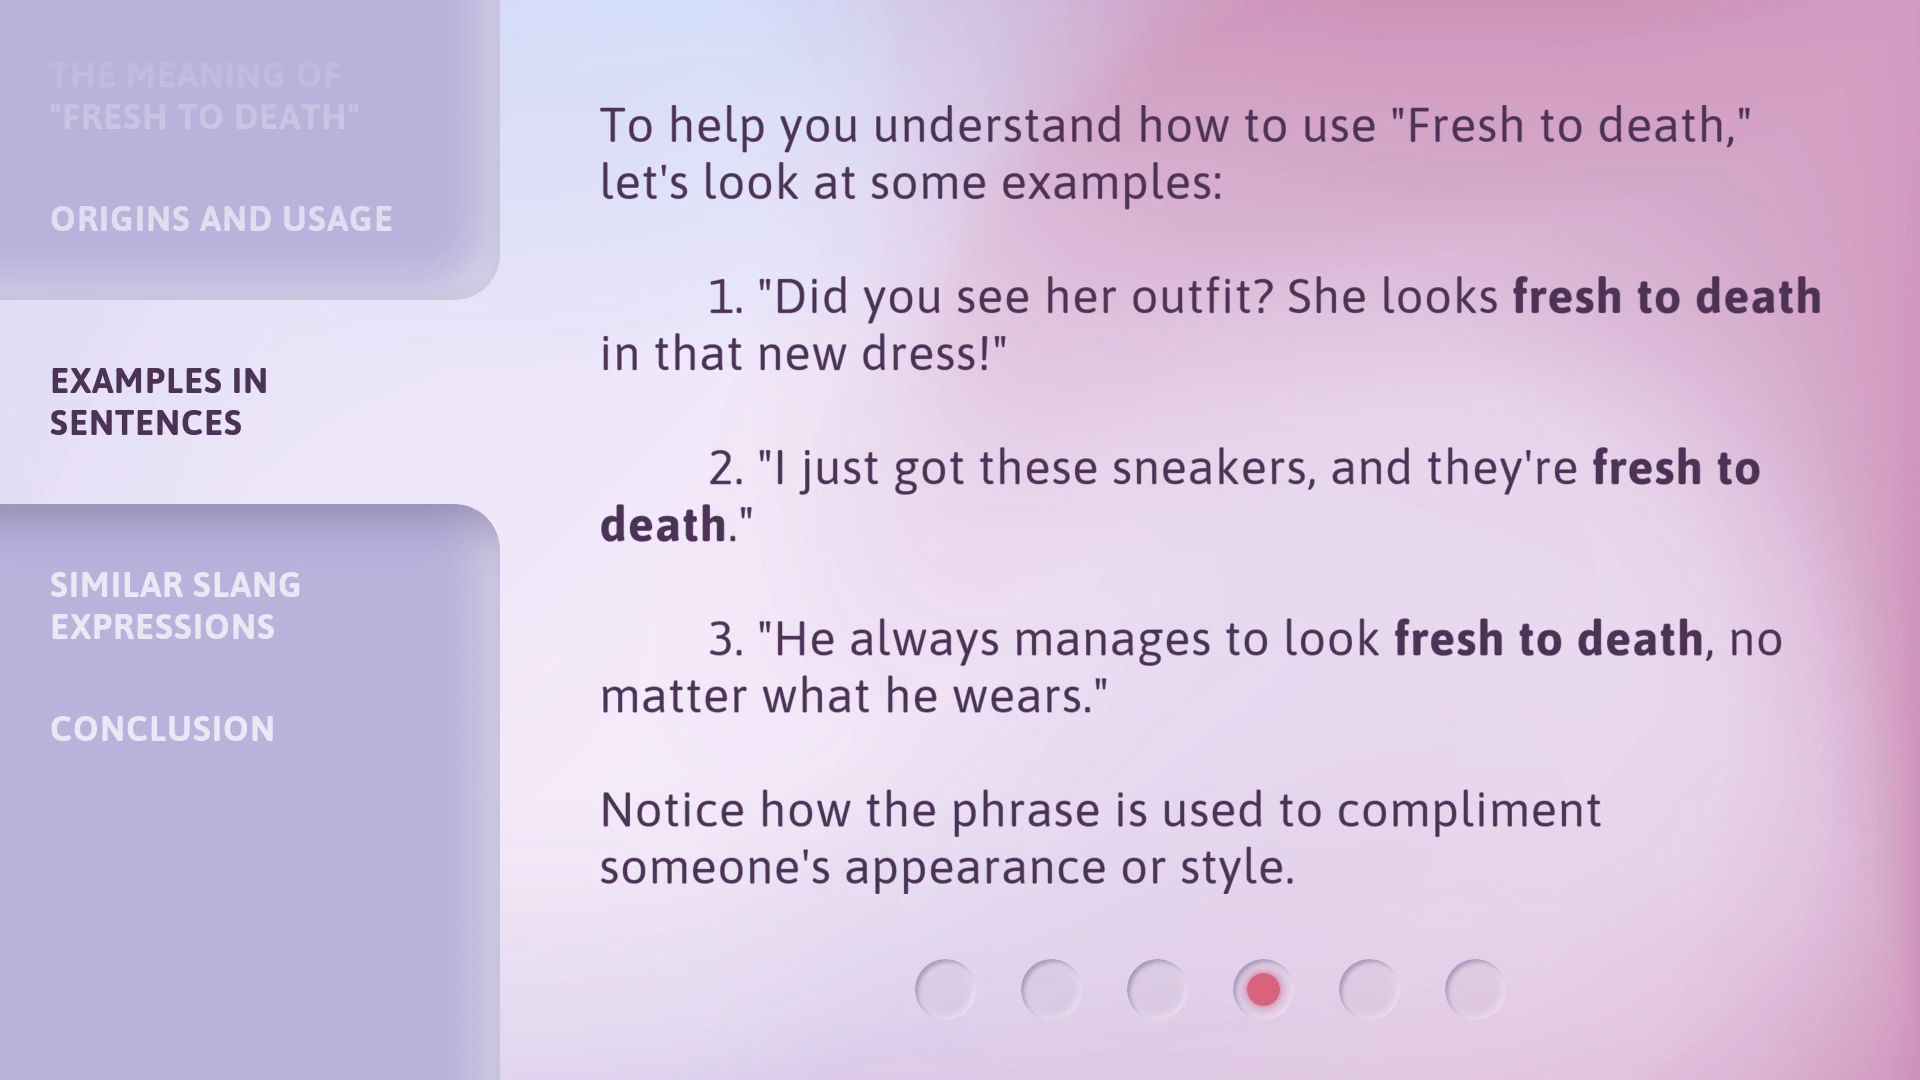 THE MEANING OF
"FRESH TO DEATH"
ORIGINS AND USAGE
EXAMPLES IN
SENTENCES
SIMILAR SLANG
EXPRESSIONS
CONCLUSION
To help you understand how to use "Fresh to death,"
let's look at some examples:
1. "Did you see her outfit? She looks fresh to death
in that new dress!"
2. "I just got these sneakers, and they're fresh to
death."
3. "He always manages to look fresh to death, no
matter what he wears."
Notice how the phrase is used to compliment
someone's appearance or style.